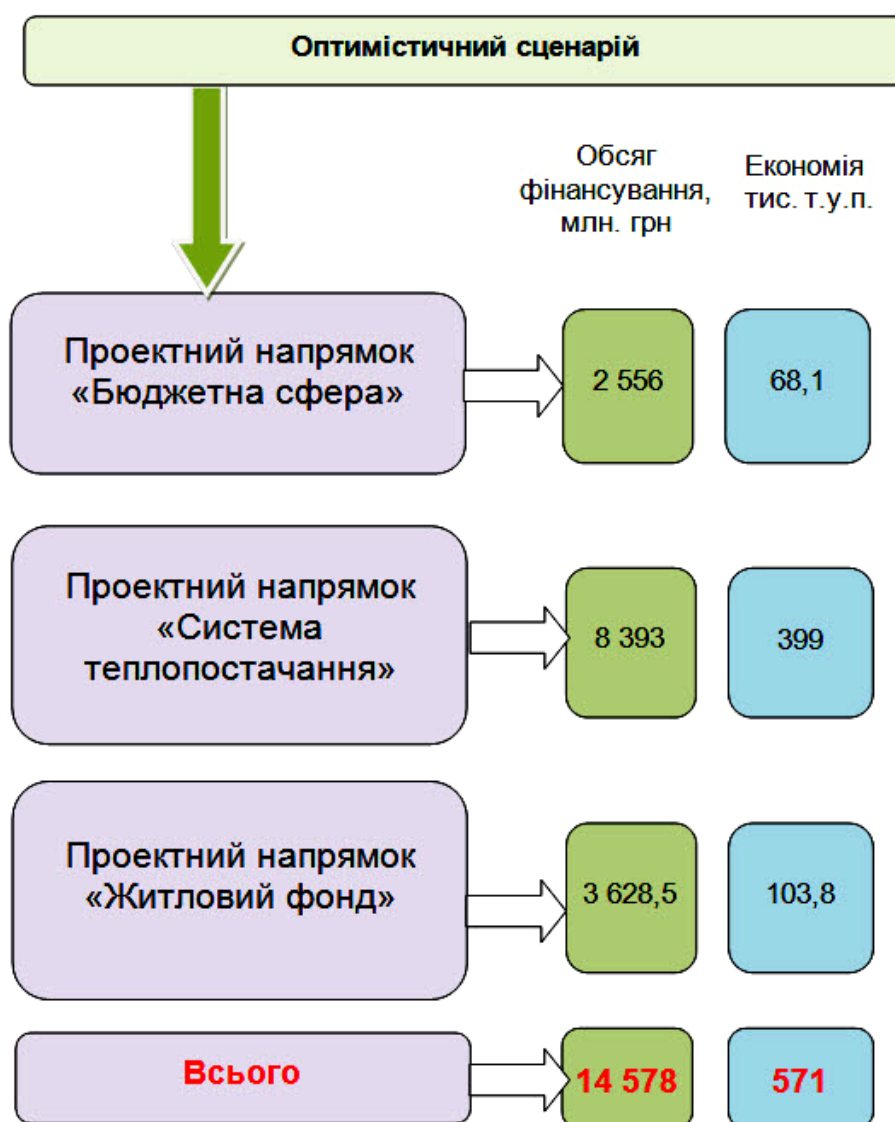 Оптимістичний сценарій
Обсяг
фінансування,
млн. грн
Економія
тис. т.у.п.
Проектний напрямок
«Бюджетна сфера»
2 556
68,1
Проектний напрямок
«Система
теплопостачання»
8 393
399
Проектний напрямок
«Житловий фонд»
3 628,5
103,8
Всього
14 578
571